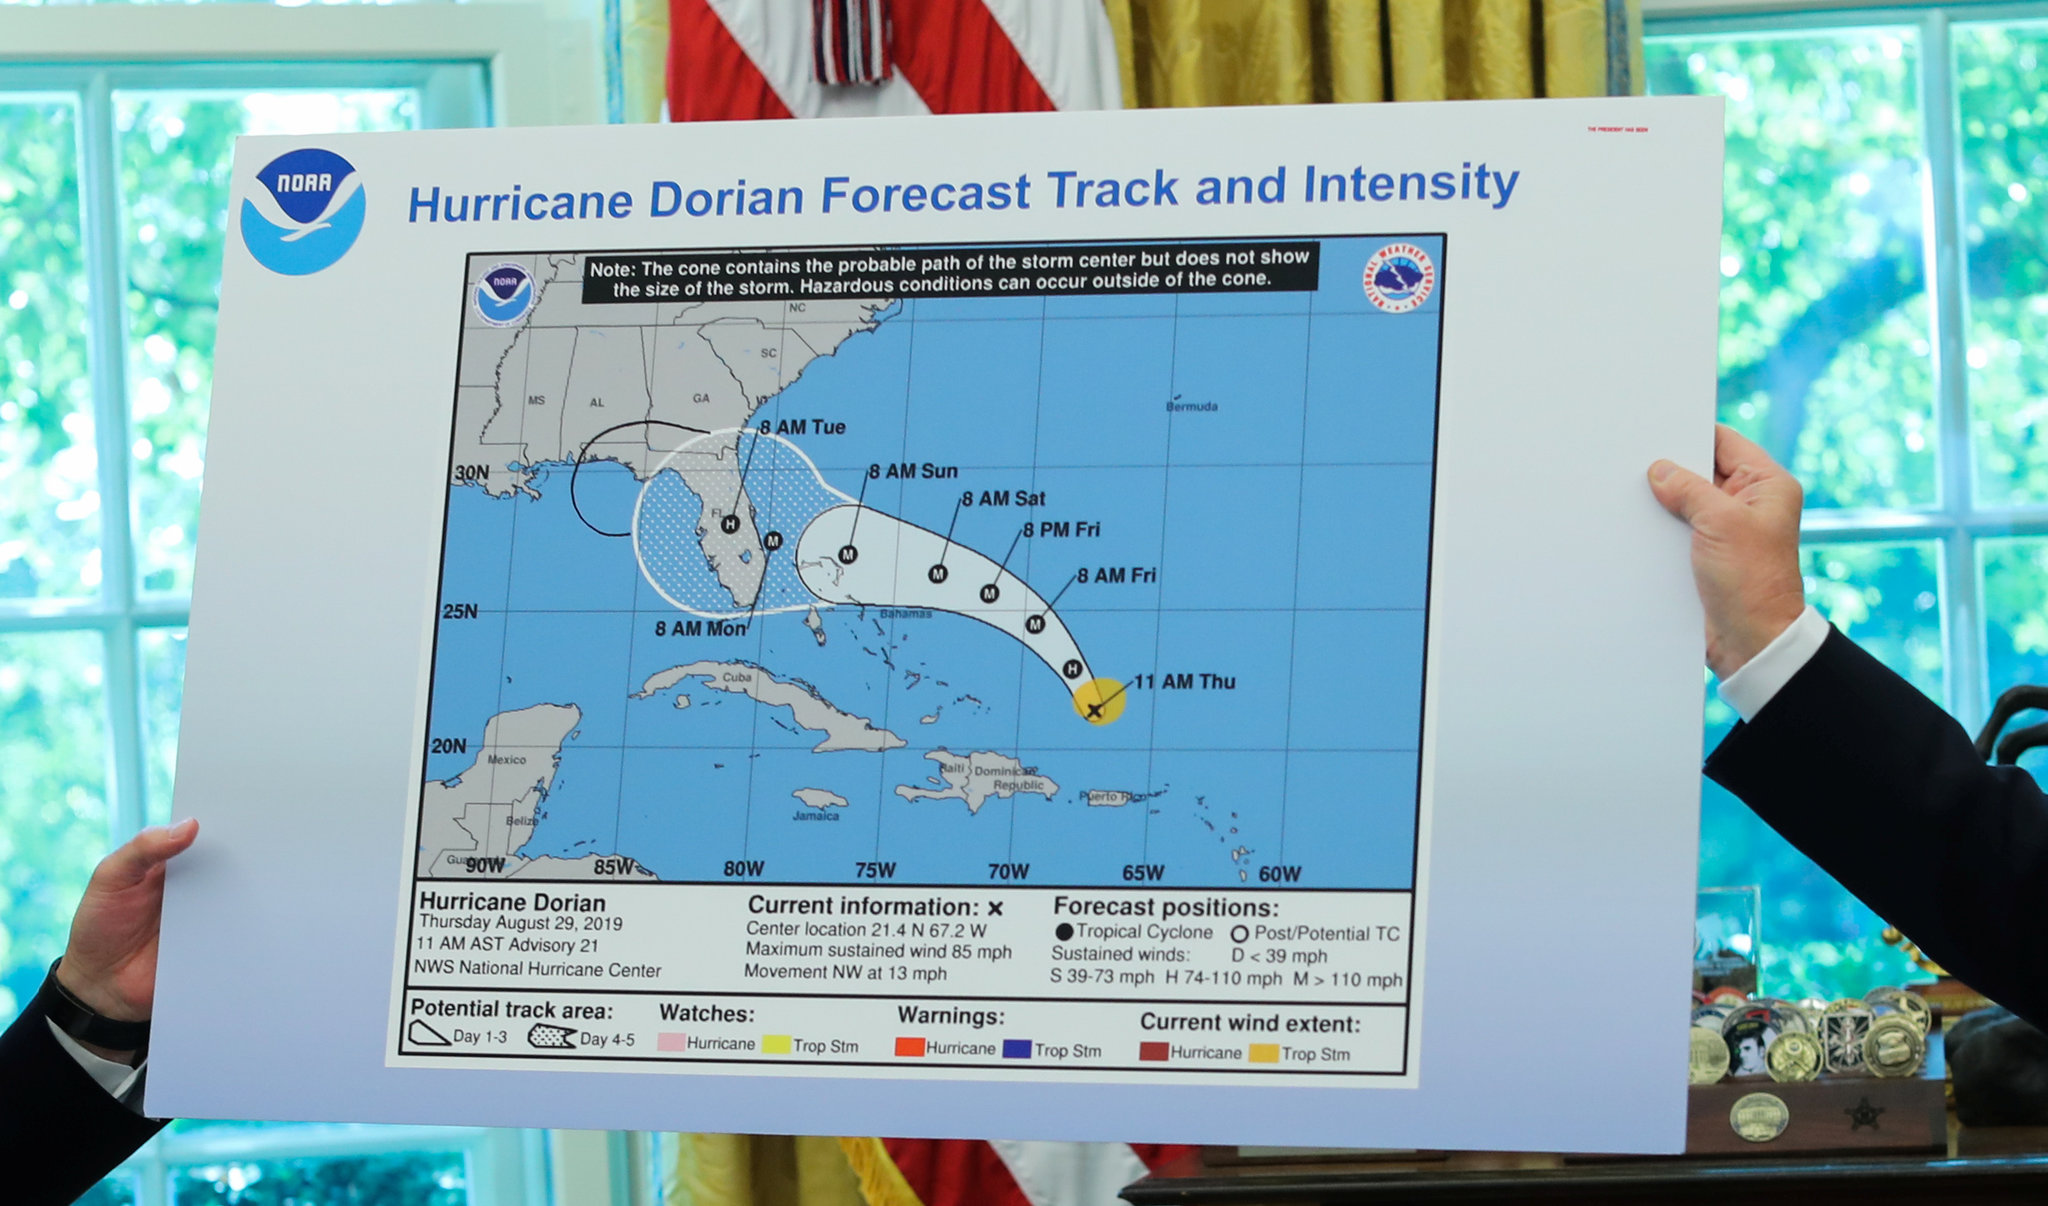 THE PRESIDENT HAS SEEN
NOAA
Hurricane Dorian Forecast Track and Intensity
NOAA
Note: The cone contains the probable path of the storm center but does not show
the size of the storm. Hazardous conditions can occur outside of the cone.
NATIONAL WEATHER SERVICE
NC
SC
MS
AL
GA
Bermuda
8 AM Tue
30N
8 AM Sun
8 AM Sat
FL
H
M
M
M
M
8 PM Fri
8 AM Fri
M
25N
8 AM Mon
Bahamas
H
Cuba
11 AM Thu
20N
Mexico
Haiti
Dominican
Republic
Puerto Rico
Jamaica
Belize
90W
85W
80W
75W
70W
65W
60W
Hurricane Dorian
Thursday August 29, 2019
11 AM AST Advisory 21
NWS National Hurricane Center
Current information: x
Center location 21.4 N 67.2 W
Maximum sustained wind 85 mph
Movement NW at 13 mph
Forecast positions:
Tropical Cyclone Post/Potential TC
Sustained winds: D < 39 mph
S 39-73 mph H 74-110 mph M > 110 mph
Potential track area:
Day 1-3 Day 4-5
Watches:
Hurricane Trop Stm
Warnings:
Hurricane Trop Stm
Current wind extent:
Hurricane Trop Stm